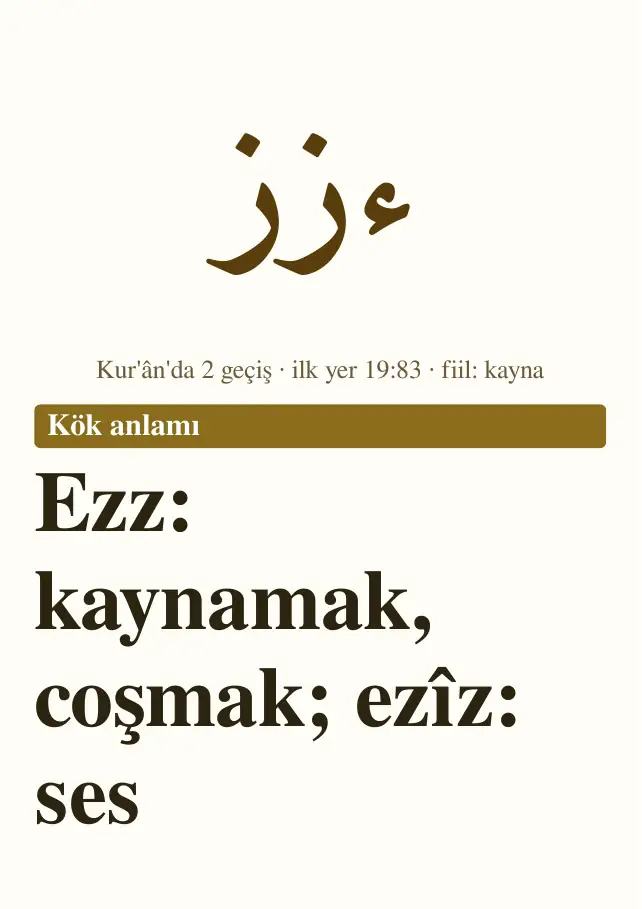 ءزز
Kur'ân'da 2 geçiş · ilk yer 19:83 · fiil: kayna
Kök anlamı
Ezz:
kaynamak,
coşmak; ezîz:
ses